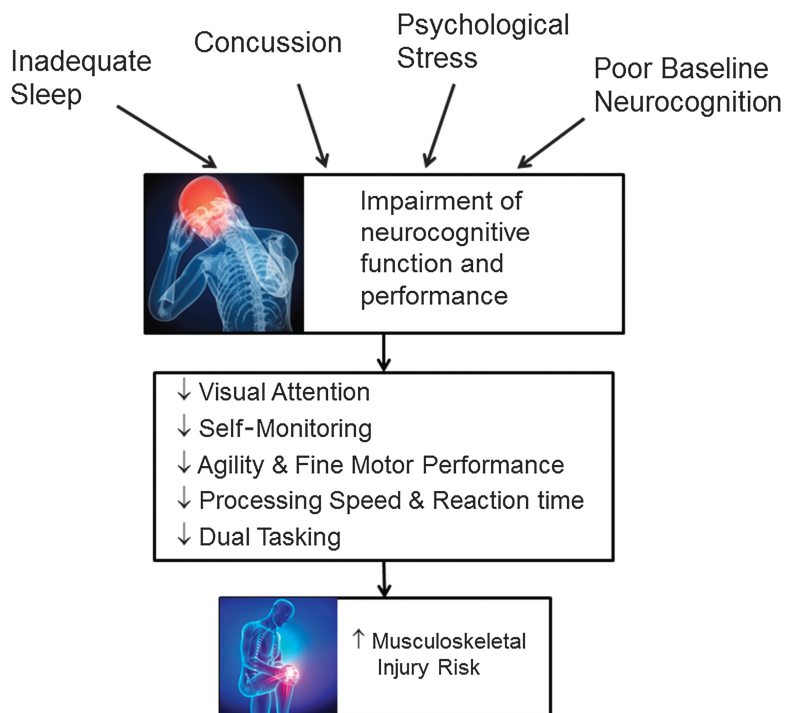 Inadequate
Sleep
Concussion
Psychological
Stress
Poor Baseline
Neurocognition
Impairment of
neurocognitive
function and
performance
↓ Visual Attention
↓ Self-Monitoring
↓ Agility & Fine Motor Performance
↓ Processing Speed & Reaction time
↓ Dual Tasking
↑ Musculoskeletal
Injury Risk